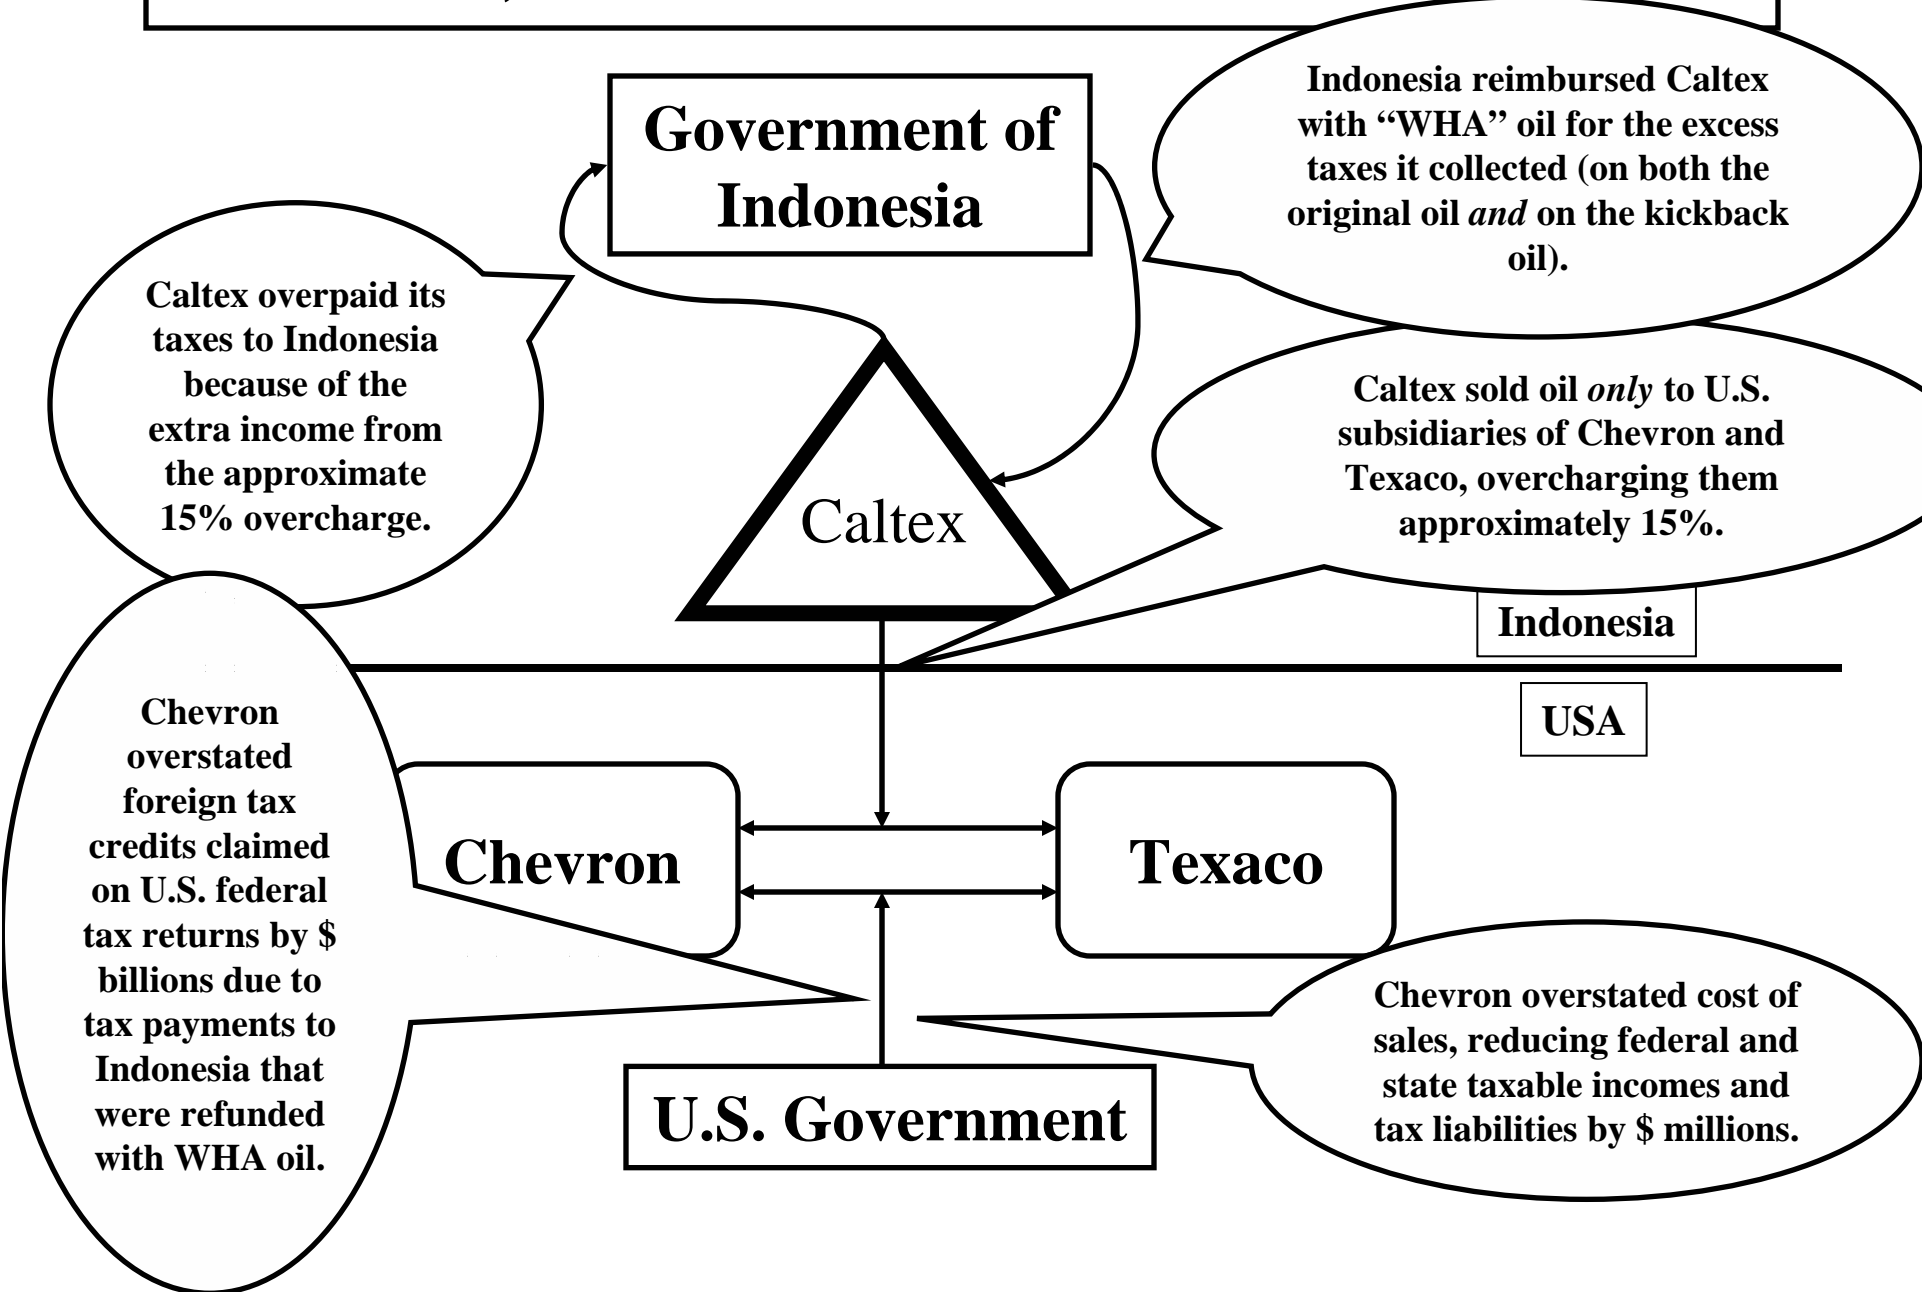 Government of
Indonesia
Indonesia reimbursed Caltex
with “WHA” oil for the excess
taxes it collected (on both the
original oil and on the kickback
oil).
Caltex overpaid its
taxes to Indonesia
because of the
extra income from
the approximate
15% overcharge.
Caltex sold oil only to U.S.
subsidiaries of Chevron and
Texaco, overcharging them
approximately 15%.
Caltex
Indonesia
USA
Chevron
overstated
foreign tax
credits claimed
on U.S. federal
tax returns by $
billions due to
tax payments to
Indonesia that
were refunded
with WHA oil.
Chevron
Texaco
Chevron overstated cost of
sales, reducing federal and
state taxable incomes and
tax liabilities by $ millions.
U.S. Government